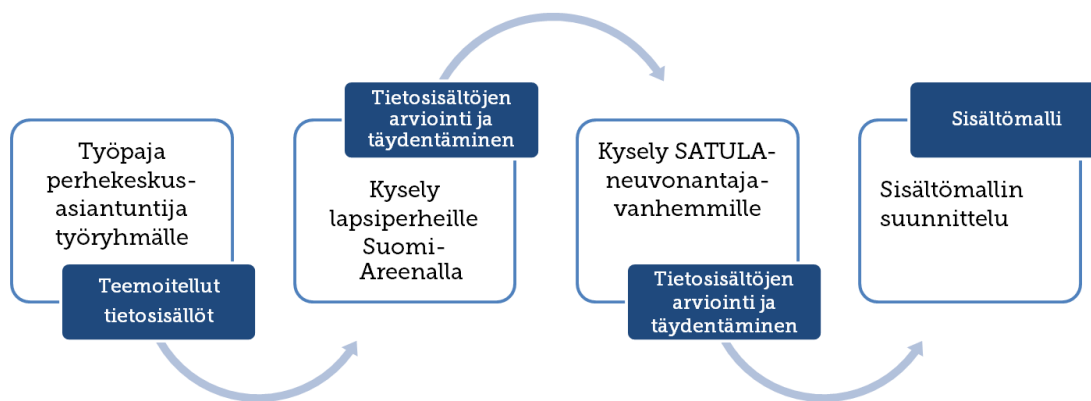 Työpaja
perhekeskus-
asiantuntija
työryhmälle
Teemoitellut
tietosisällöt
Tietosisältöjen
arviointi ja
täydentäminen
Kysely
lapsiperheille
Suomi-
Areenalla
Kysely SATULA-
neuvonantaja-
vanhemmille
Tietosisältöjen
arviointi ja
täydentäminen
Sisältömalli
Sisältömallin
suunnittelu